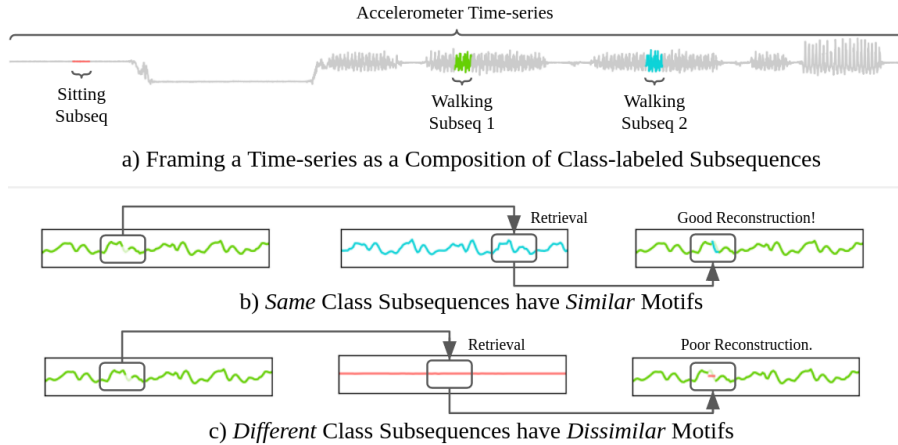 Accelerometer Time-series
Sitting
Subseq
Walking
Subseq 1
Walking
Subseq 2
a) Framing a Time-series as a Composition of Class-labeled Subsequences
Retrieval
Good Reconstruction!
b) Same Class Subsequences have Similar Motifs
Retrieval
Poor Reconstruction.
c) Different Class Subsequences have Dissimilar Motifs